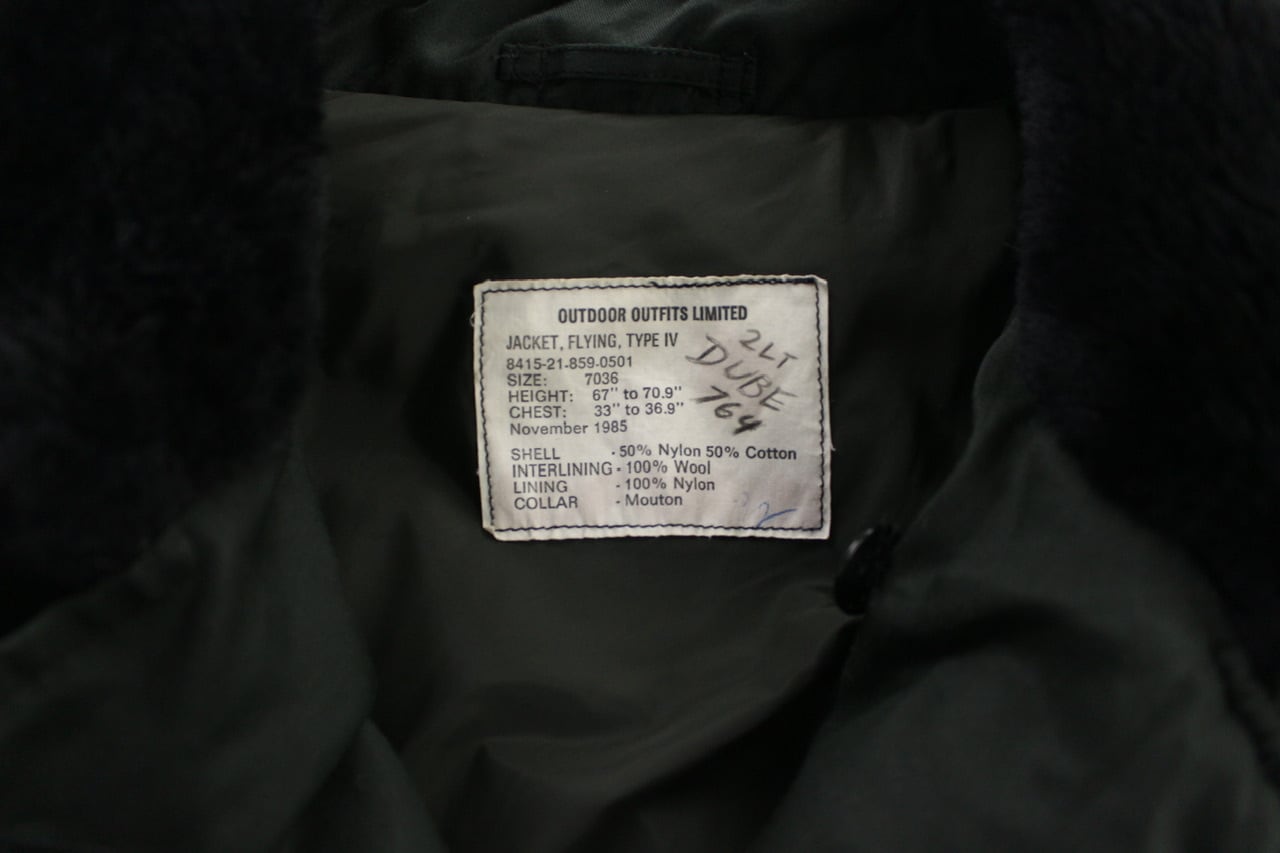 OUTDOOR OUTFITS LIMITED
JACKET, FLYING, TYPE IV
8415-21-859-0501
SIZE: 7036
HEIGHT: 67" to 70.9"
CHEST: 33" to 36.9"
November 1985
2LT
DUBE
764
SHELL - 50% Nylon 50% Cotton
INTERLINING - 100% Wool
LINING - 100% Nylon
COLLAR - Mouton